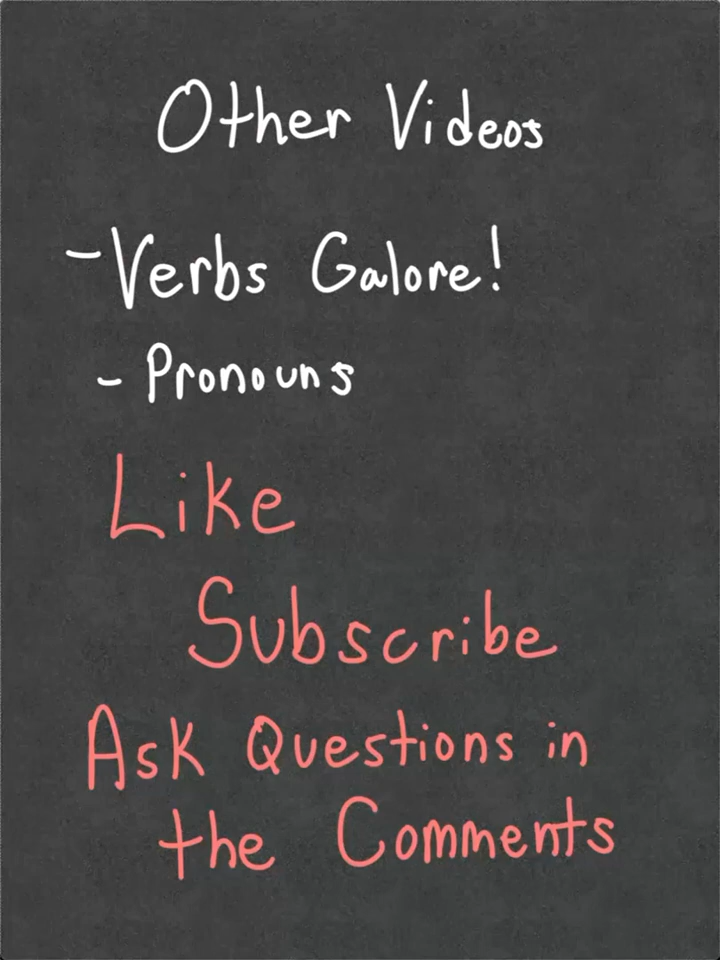 Other Videos
- Verbs Galore!
- Pronouns
Like
Subscribe
Ask Questions in
the Comments